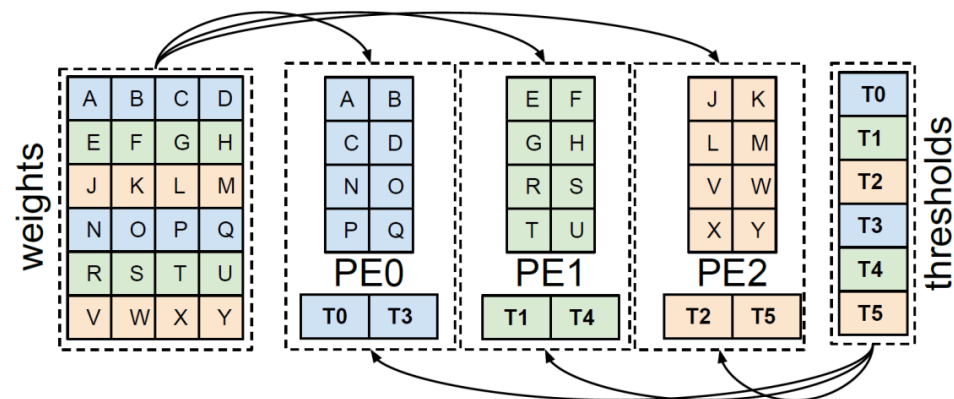 weights
A B C D
E F G H
J K L M
N O P Q
R S T U
V W X Y
A B
C D
N O
P Q
PE0
T0 T3
E F
G H
R S
T U
PE1
T1 T4
J K
L M
V W
X Y
PE2
T2 T5
T0
T1
T2
T3
T4
T5
thresholds